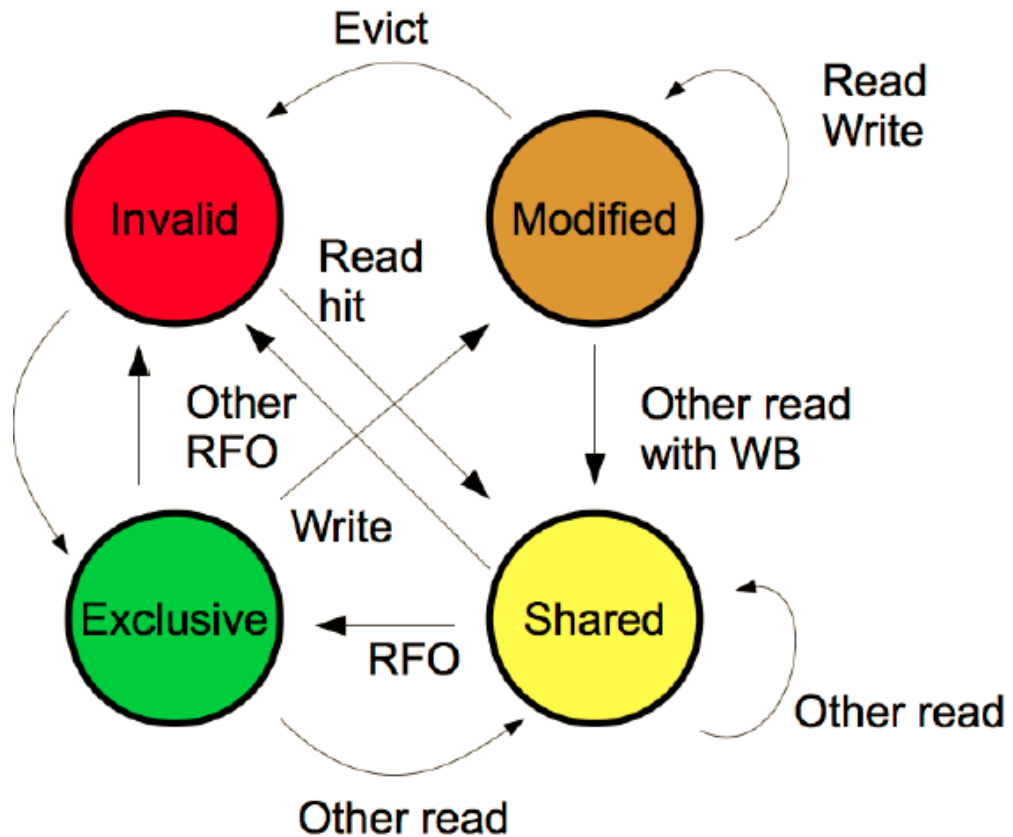 Evict
Read
Write
Invalid
Modified
Read
hit
Other
RFO
Other read
with WB
Write
Exclusive
Shared
RFO
Other read
Other read